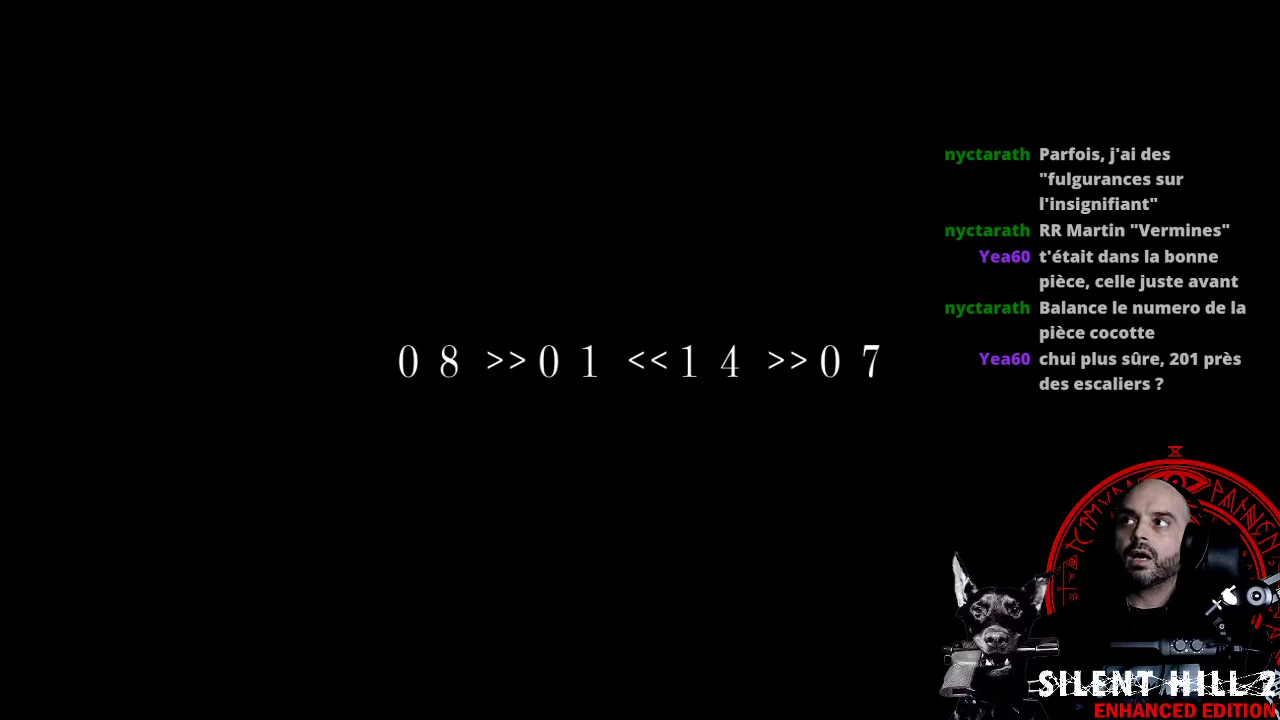 0 8 >>0 1 <<1 4 >>0 7
nyctarath Parfois, j'ai des
"fulgurances sur
l'insignifiant"
nyctarath RR Martin "Vermines"
Yea60 t'était dans la bonne
pièce, celle juste avant
nyctarath Balance le numero de la
pièce cocotte
Yea60 chui plus sûre, 201 près
des escaliers ?
SILENT HILL 2
ENHANCED EDITION